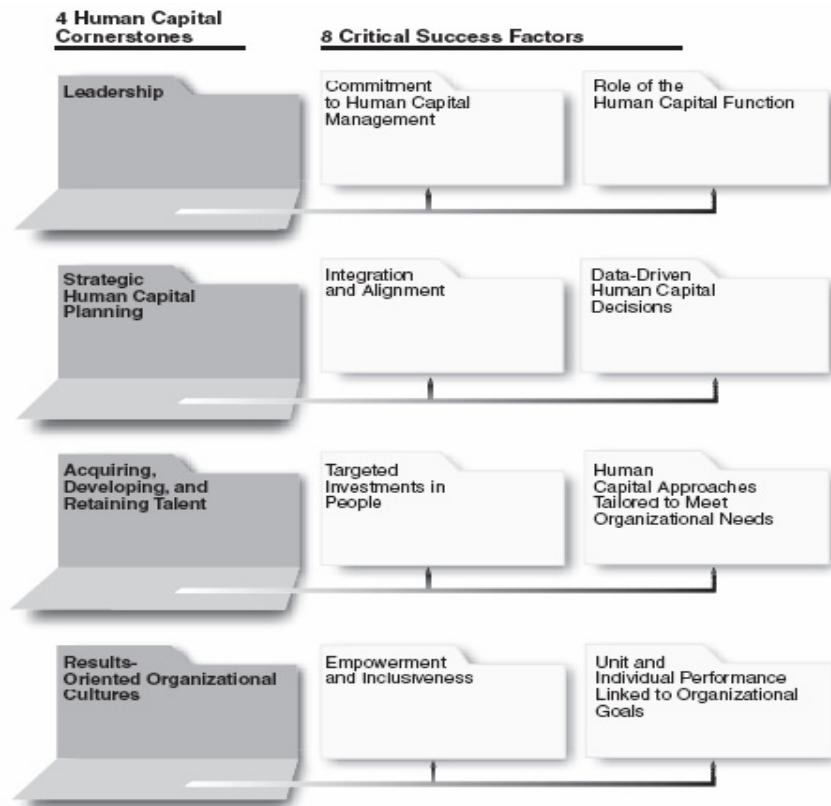 4 Human Capital
Cornerstones
8 Critical Success Factors
Leadership
Commitment
to Human Capital
Management
Role of the
Human Capital Function
Strategic
Human Capital
Planning
Integration
and Alignment
Data-Driven
Human Capital
Decisions
Acquiring,
Developing, and
Retaining Talent
Targeted
Investments in
People
Human
Capital Approaches
Tailored to Meet
Organizational Needs
Results-
Oriented Organizational
Cultures
Empowerment
and Inclusiveness
Unit and
Individual Performance
Linked to Organizational
Goals